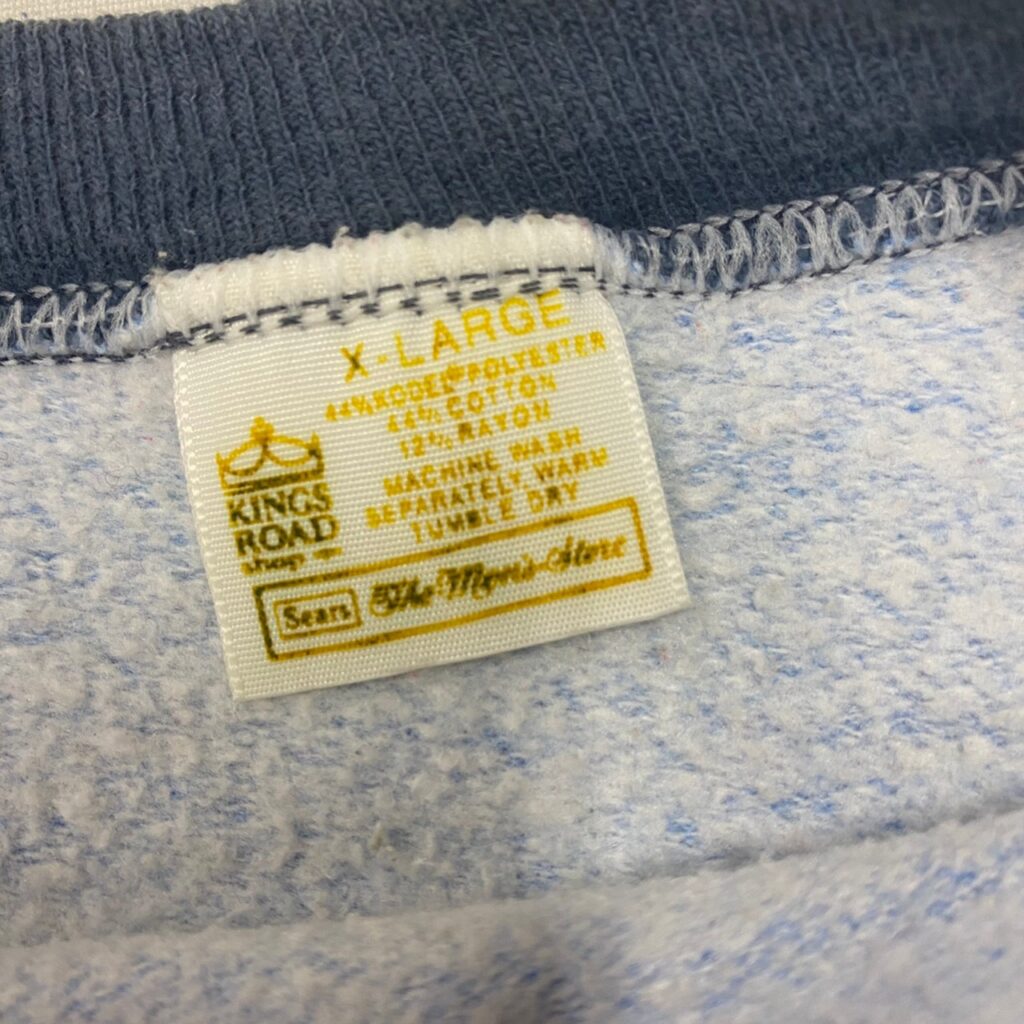 X-LARGE
44% KODEL® POLYESTER
44% COTTON
12% RAYON
MACHINE WASH
SEPARATELY, WARM
TUMBLE DRY
KINGS
ROAD
shop
Sears The Men's Store